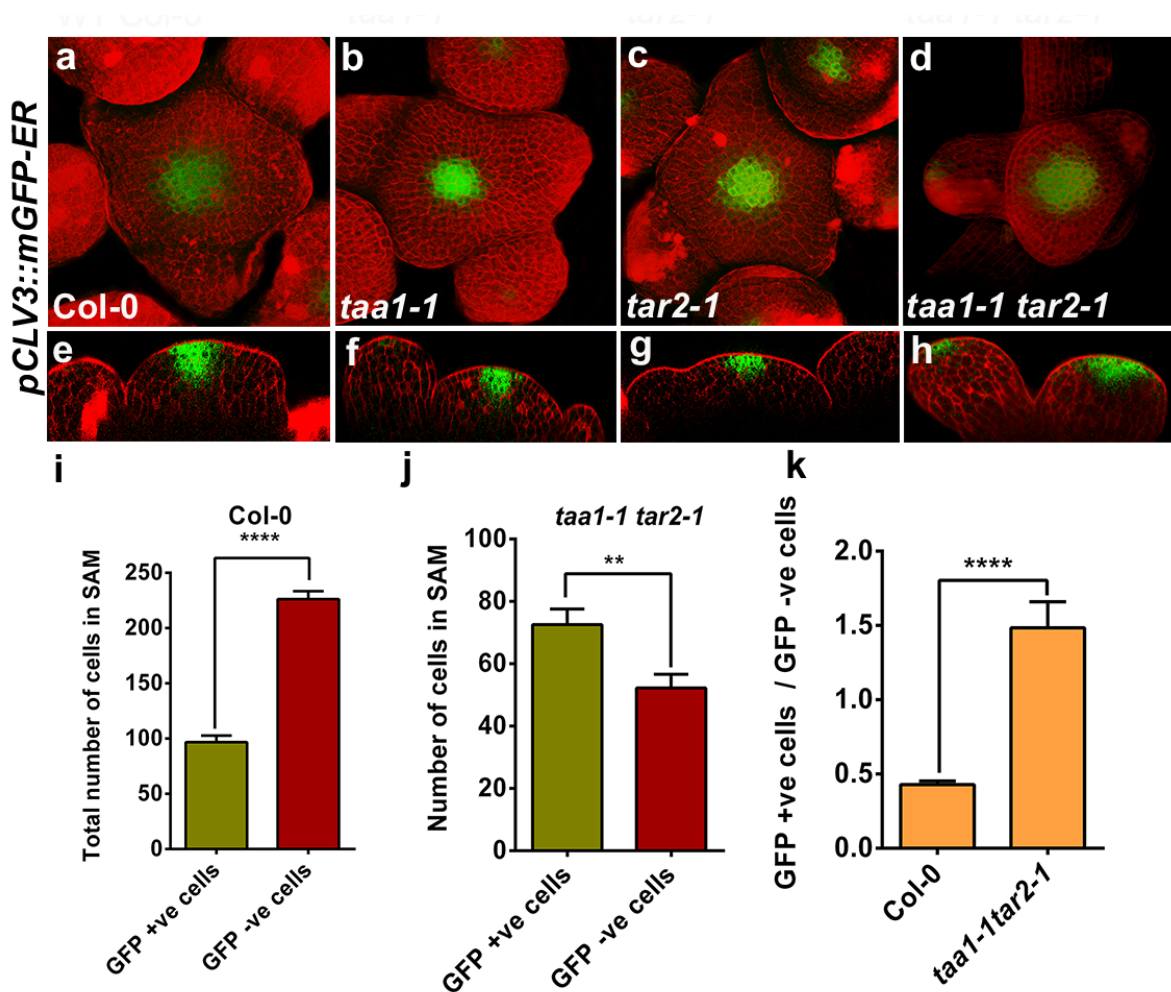 a b c d
pCLV3::mGFP-ER
Col-0 taa1-1 tar2-1 taa1-1 tar2-1
e f g h
i j k
Col-0
****
Total number of cells in SAM
250
200
150
100
50
0
GFP +ve cells
GFP -ve cells
taa1-1 tar2-1
**
Number of cells in SAM
100
80
60
40
20
0
GFP +ve cells
GFP -ve cells
****
GFP +ve cells / GFP -ve cells
2.0
1.5
1.0
0.5
0.0
Col-0
taa1-1tar2-1